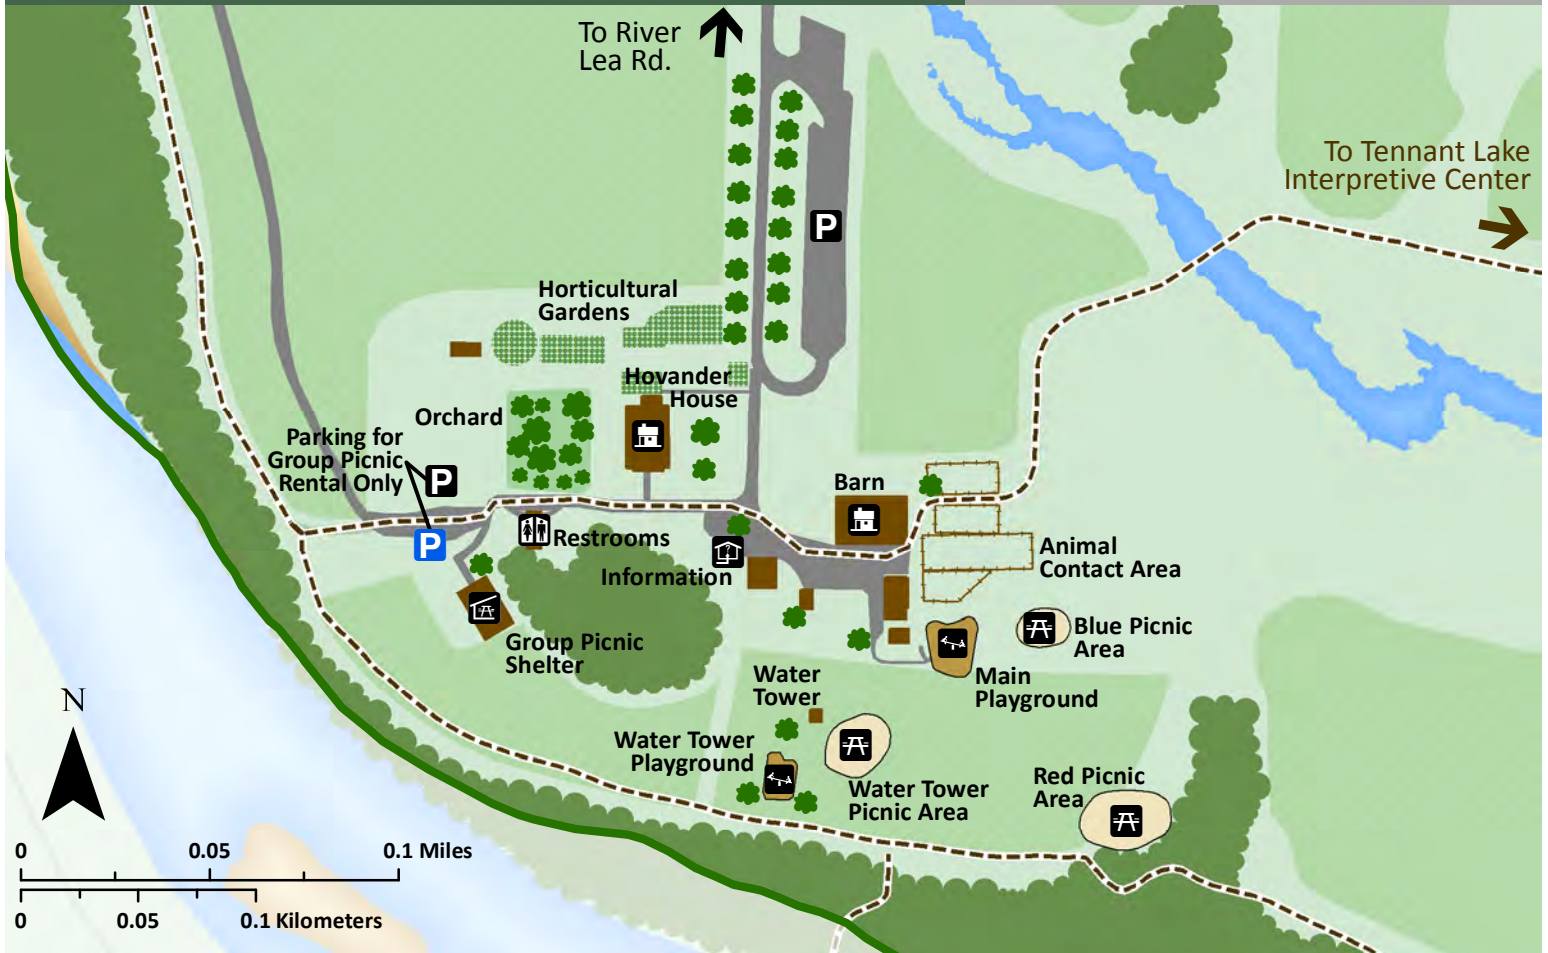 To River
Lea Rd.
To Tennant Lake
Interpretive Center
P
Horticultural
Gardens
Hovander
House
Orchard
Parking for
Group Picnic
Rental Only
P
P
Barn
Restrooms
Information
Animal
Contact Area
Blue Picnic
Area
Group Picnic
Shelter
Main
Playground
Water
Tower
Water Tower
Playground
Water Tower
Picnic Area
Red Picnic
Area
N
0 0.05 0.1 Miles
0 0.05 0.1 Kilometers